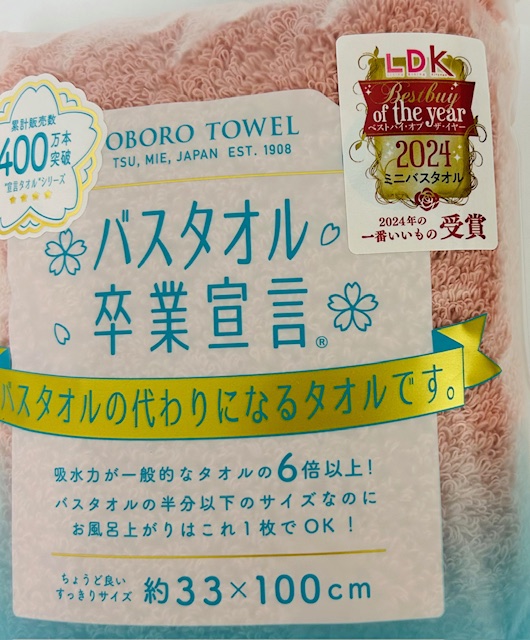 累計販売数
400万本
突破
"宣言タオル"シリーズ
OBORO TOWEL
TSU, MIE, JAPAN EST. 1908
LDK
Best buy
of the year
ベストバイ・オブ・ザ・イヤー
2024
ミニバスタオル
2024年の
一番いいもの 受賞
バスタオル
卒業宣言®
バスタオルの代わりになるタオルです。
吸水力が一般的なタオルの6倍以上!
バスタオルの半分以下のサイズなのに
お風呂上がりはこれ1枚でOK!
ちょうど良い
すっきりサイズ 約33×100cm